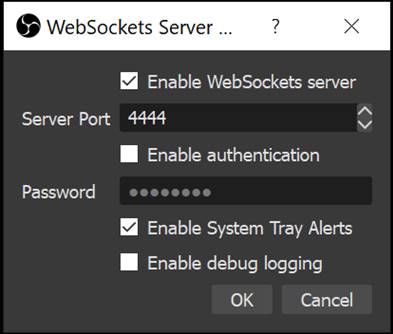 WebSockets Server ... ?
Enable WebSockets server
Server Port 4444
Enable authentication
Password ●●●●●●●●
Enable System Tray Alerts
Enable debug logging
OK Cancel